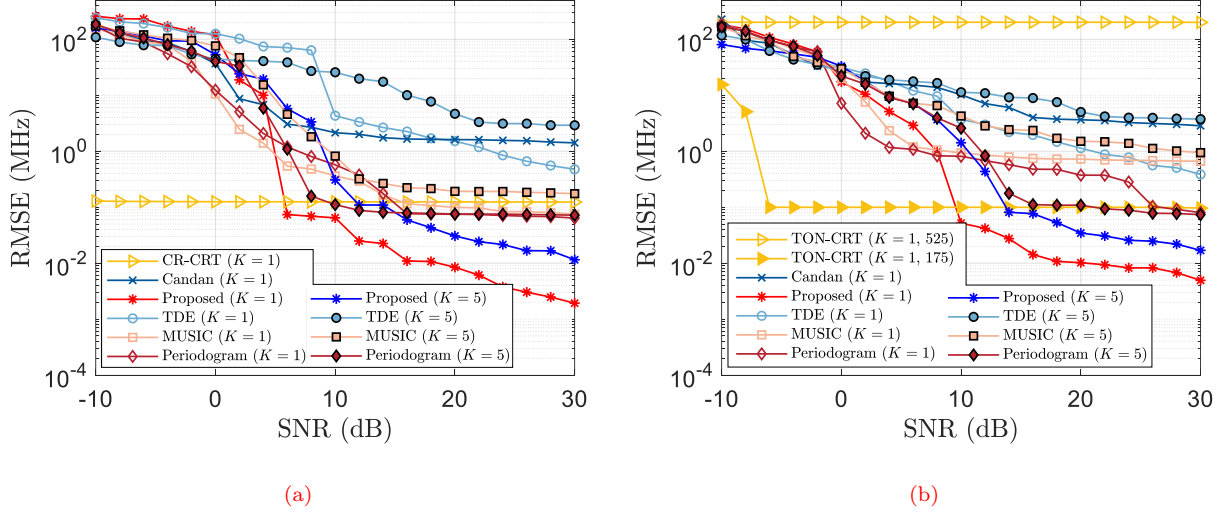 RMSE (MHz)
10^2
10^0
10^-2
10^-4
CR-CRT (K = 1)
Candan (K = 1)
Proposed (K = 1)
TDE (K = 1)
MUSIC (K = 1)
Periodogram (K = 1)
Proposed (K = 5)
TDE (K = 5)
MUSIC (K = 5)
Periodogram (K = 5)
-10 0 10 20 30
SNR (dB)
(a)
RMSE (MHz)
10^2
10^0
10^-2
10^-4
TON-CRT (K = 1, 525)
TON-CRT (K = 1, 175)
Candan (K = 1)
Proposed (K = 1)
TDE (K = 1)
MUSIC (K = 1)
Periodogram (K = 1)
Proposed (K = 5)
TDE (K = 5)
MUSIC (K = 5)
Periodogram (K = 5)
-10 0 10 20 30
SNR (dB)
(b)